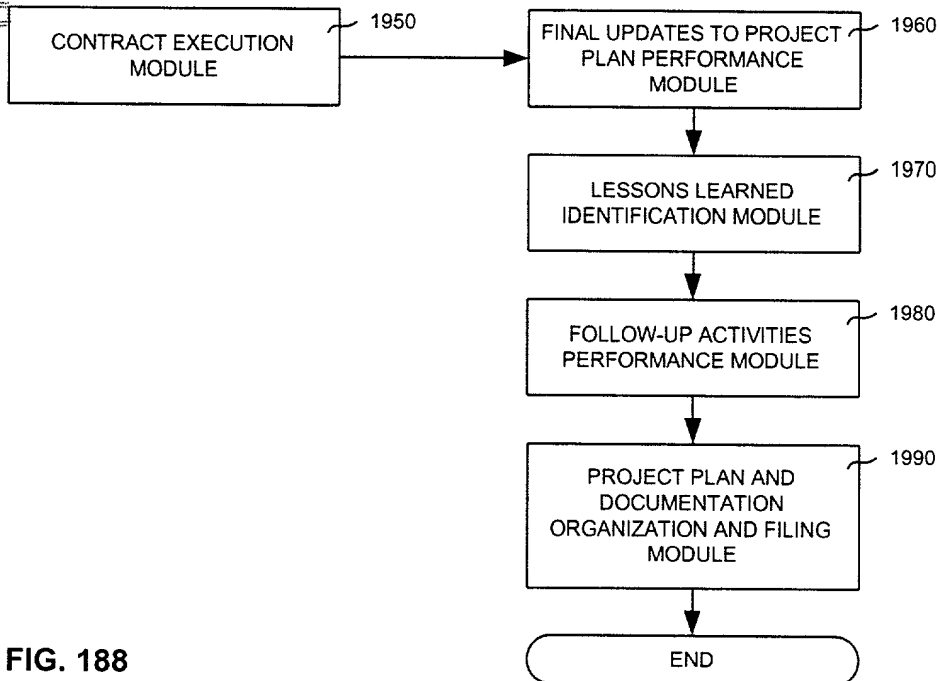 CONTRACT EXECUTION
MODULE
1950
FINAL UPDATES TO PROJECT
PLAN PERFORMANCE
MODULE
1960
LESSONS LEARNED
IDENTIFICATION MODULE
1970
FOLLOW-UP ACTIVITIES
PERFORMANCE MODULE
1980
PROJECT PLAN AND
DOCUMENTATION
ORGANIZATION AND FILING
MODULE
1990
END
FIG. 188